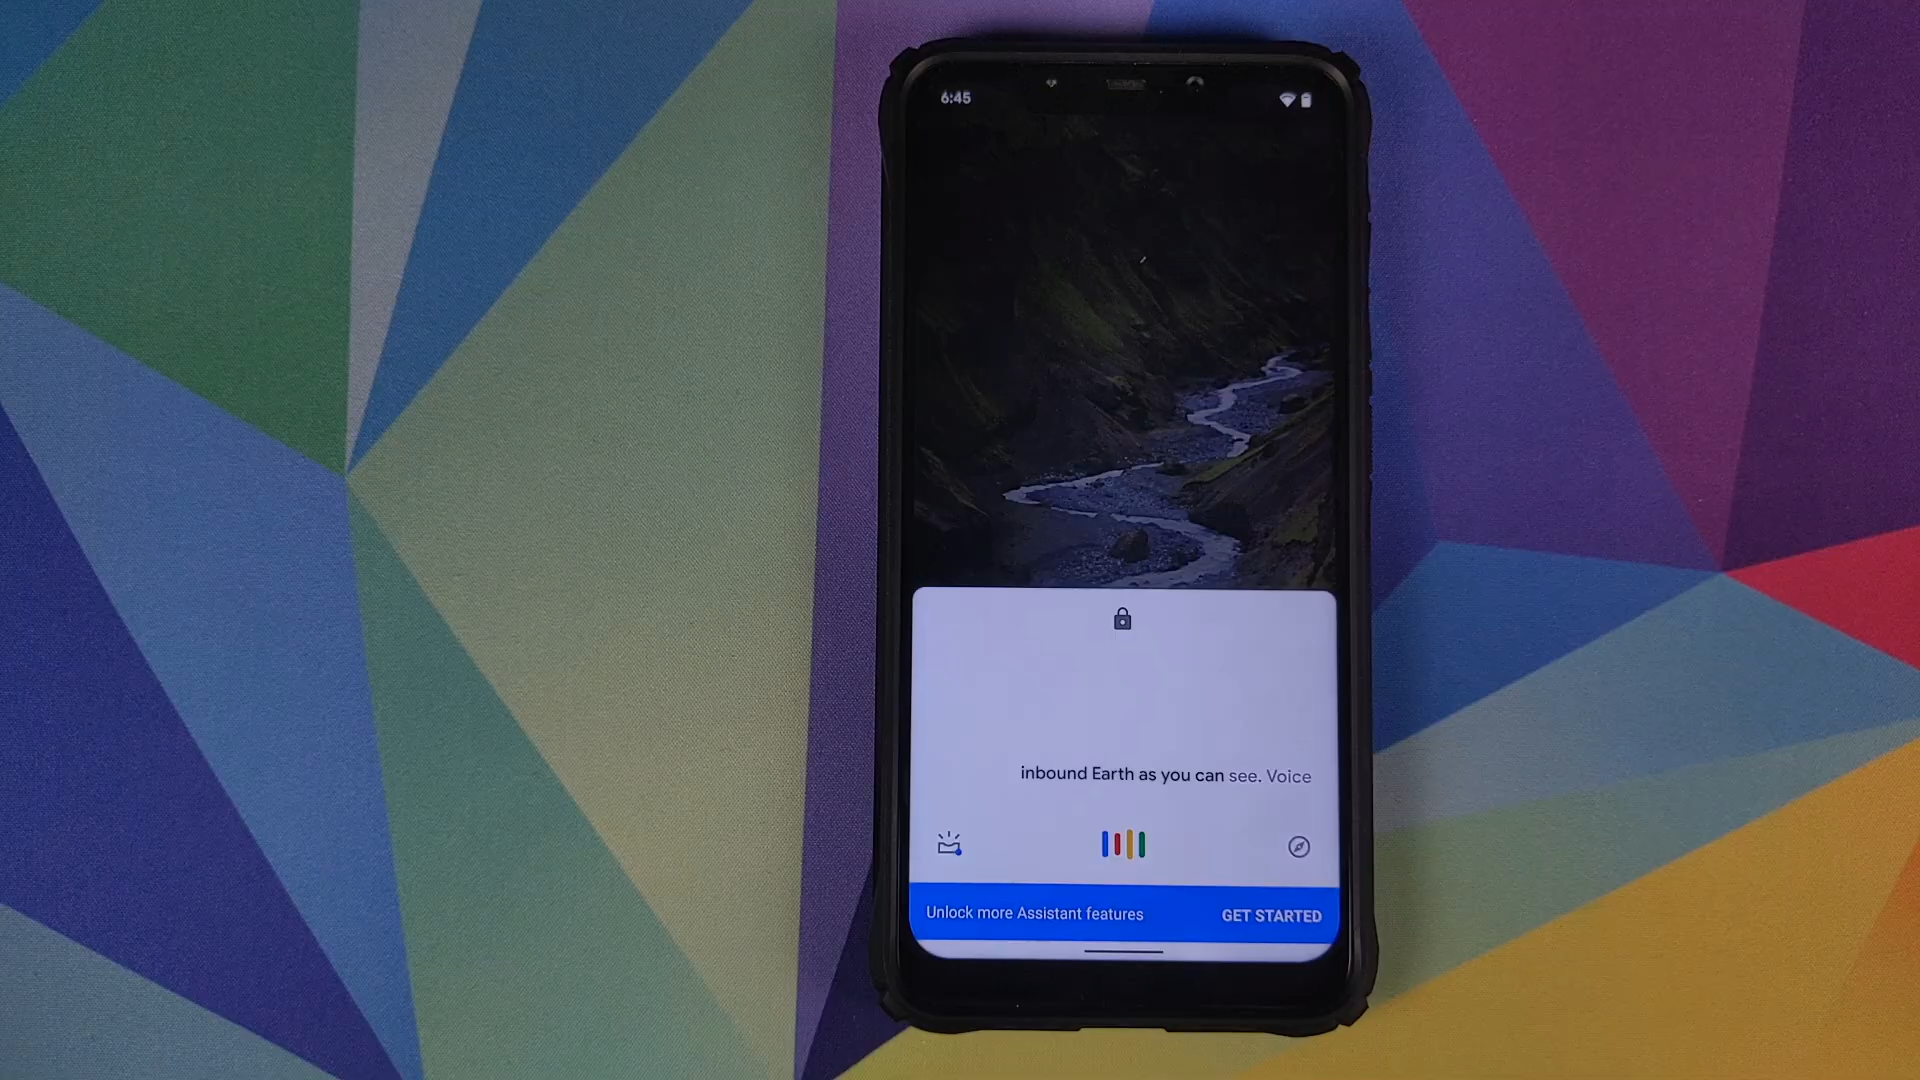 6:45
inbound Earth as you can see. Voice
Unlock more Assistant features
GET STARTED